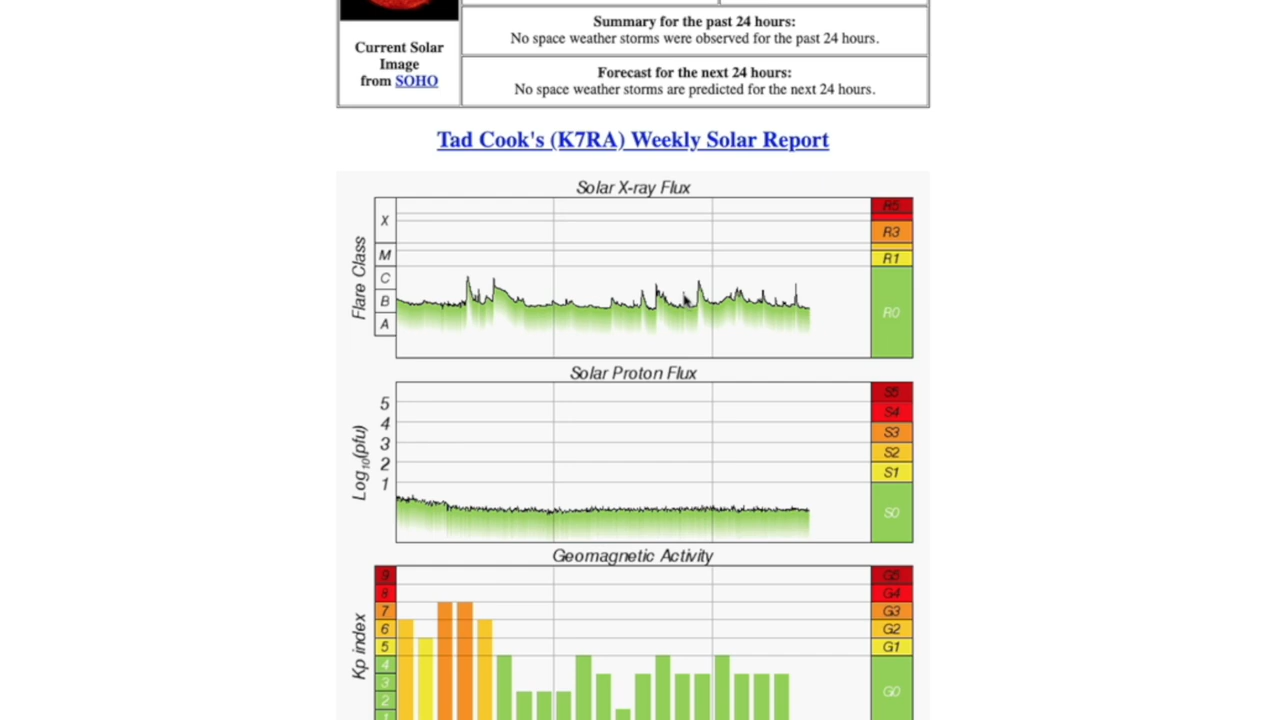 Summary for the past 24 hours:
No space weather storms were observed for the past 24 hours.
Current Solar
Image
from SOHO
Forecast for the next 24 hours:
No space weather storms are predicted for the next 24 hours.
Tad Cook's (K7RA) Weekly Solar Report
Solar X-ray Flux
Flare Class
X
M
C
B
A
R5
R3
R1
R0
Solar Proton Flux
Log10(pfu)
5
4
3
2
1
S5
S4
S3
S2
S1
S0
Geomagnetic Activity
Kp index
9
8
7
6
5
4
3
2
1
G5
G4
G3
G2
G1
G0